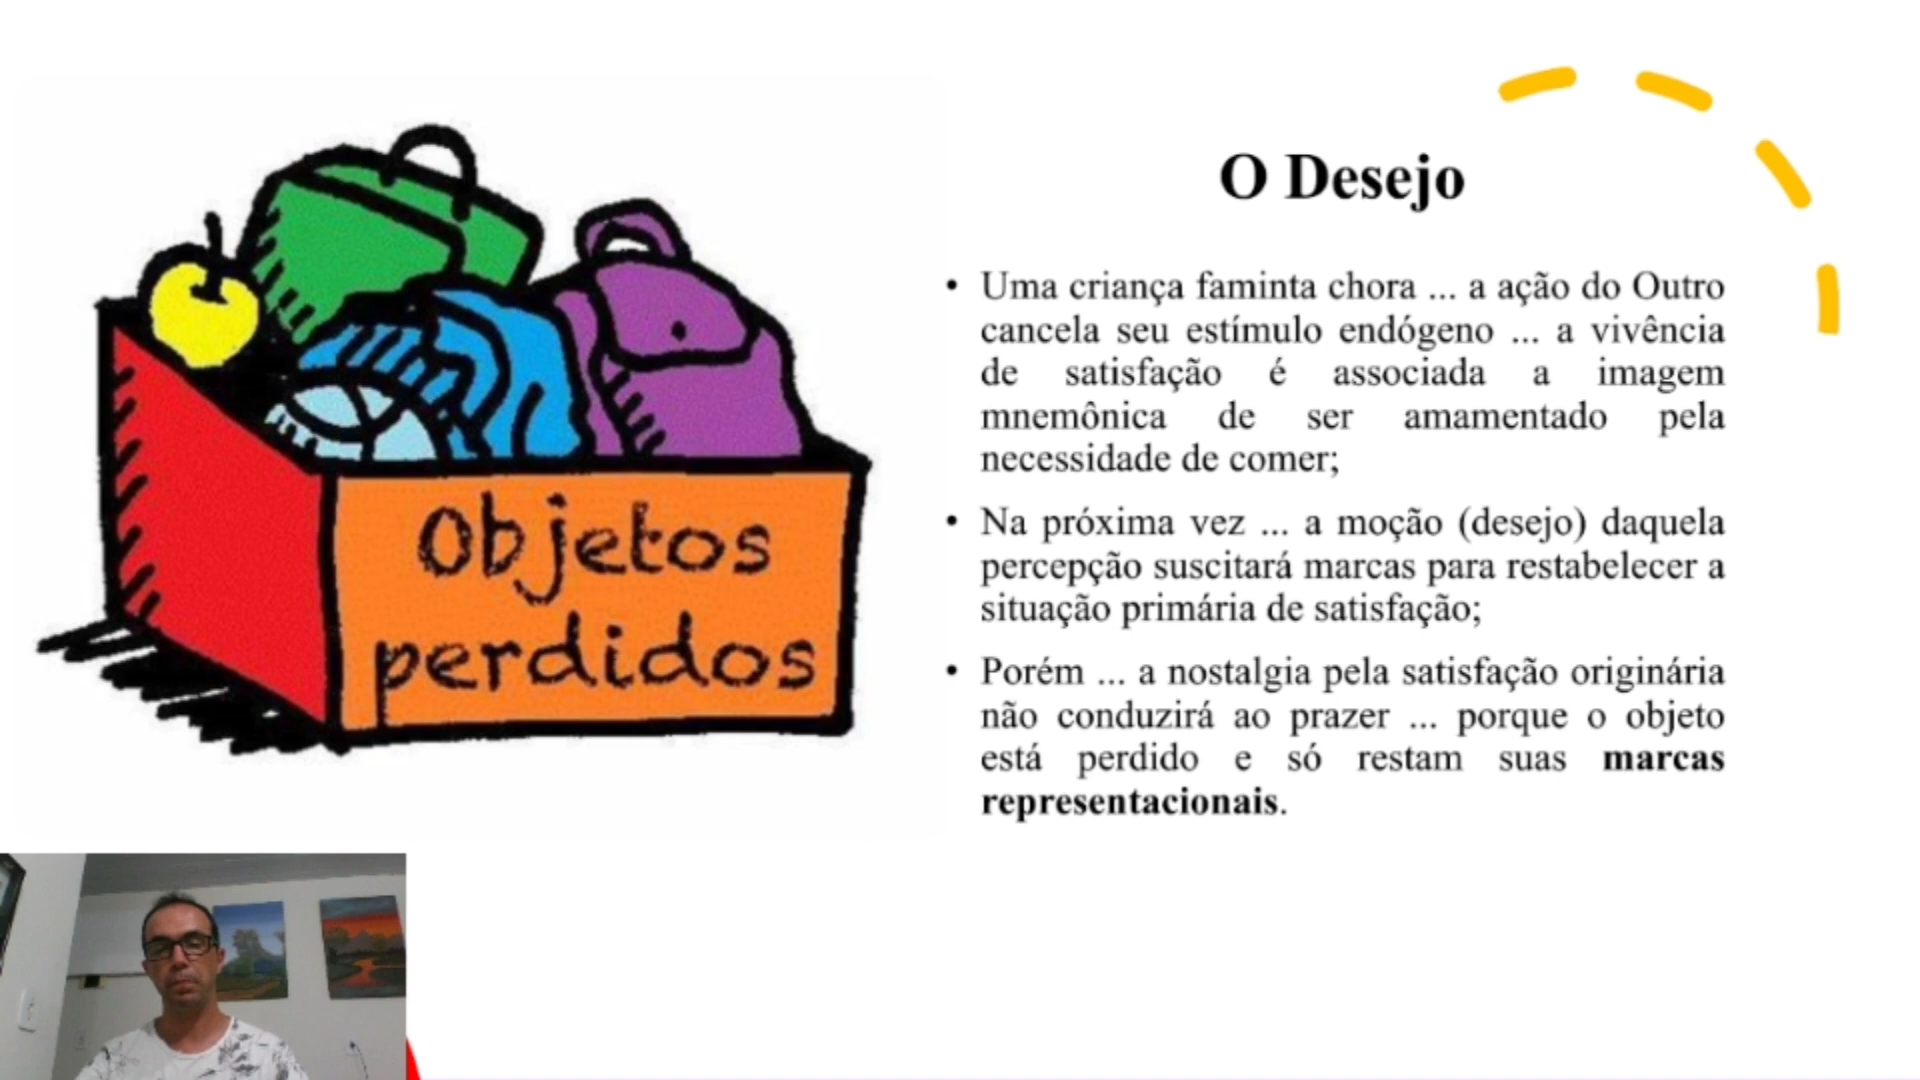 Objetos
perdidos
O Desejo
• Uma criança faminta chora ... a ação do Outro
cancela seu estímulo endógeno ... a vivência
de satisfação é associada a imagem
mnemônica de ser amamentado pela
necessidade de comer;
• Na próxima vez ... a moção (desejo) daquela
percepção suscitará marcas para restabelecer a
situação primária de satisfação;
• Porém ... a nostalgia pela satisfação originária
não conduzirá ao prazer ... porque o objeto
está perdido e só restam suas marcas
representacionais.